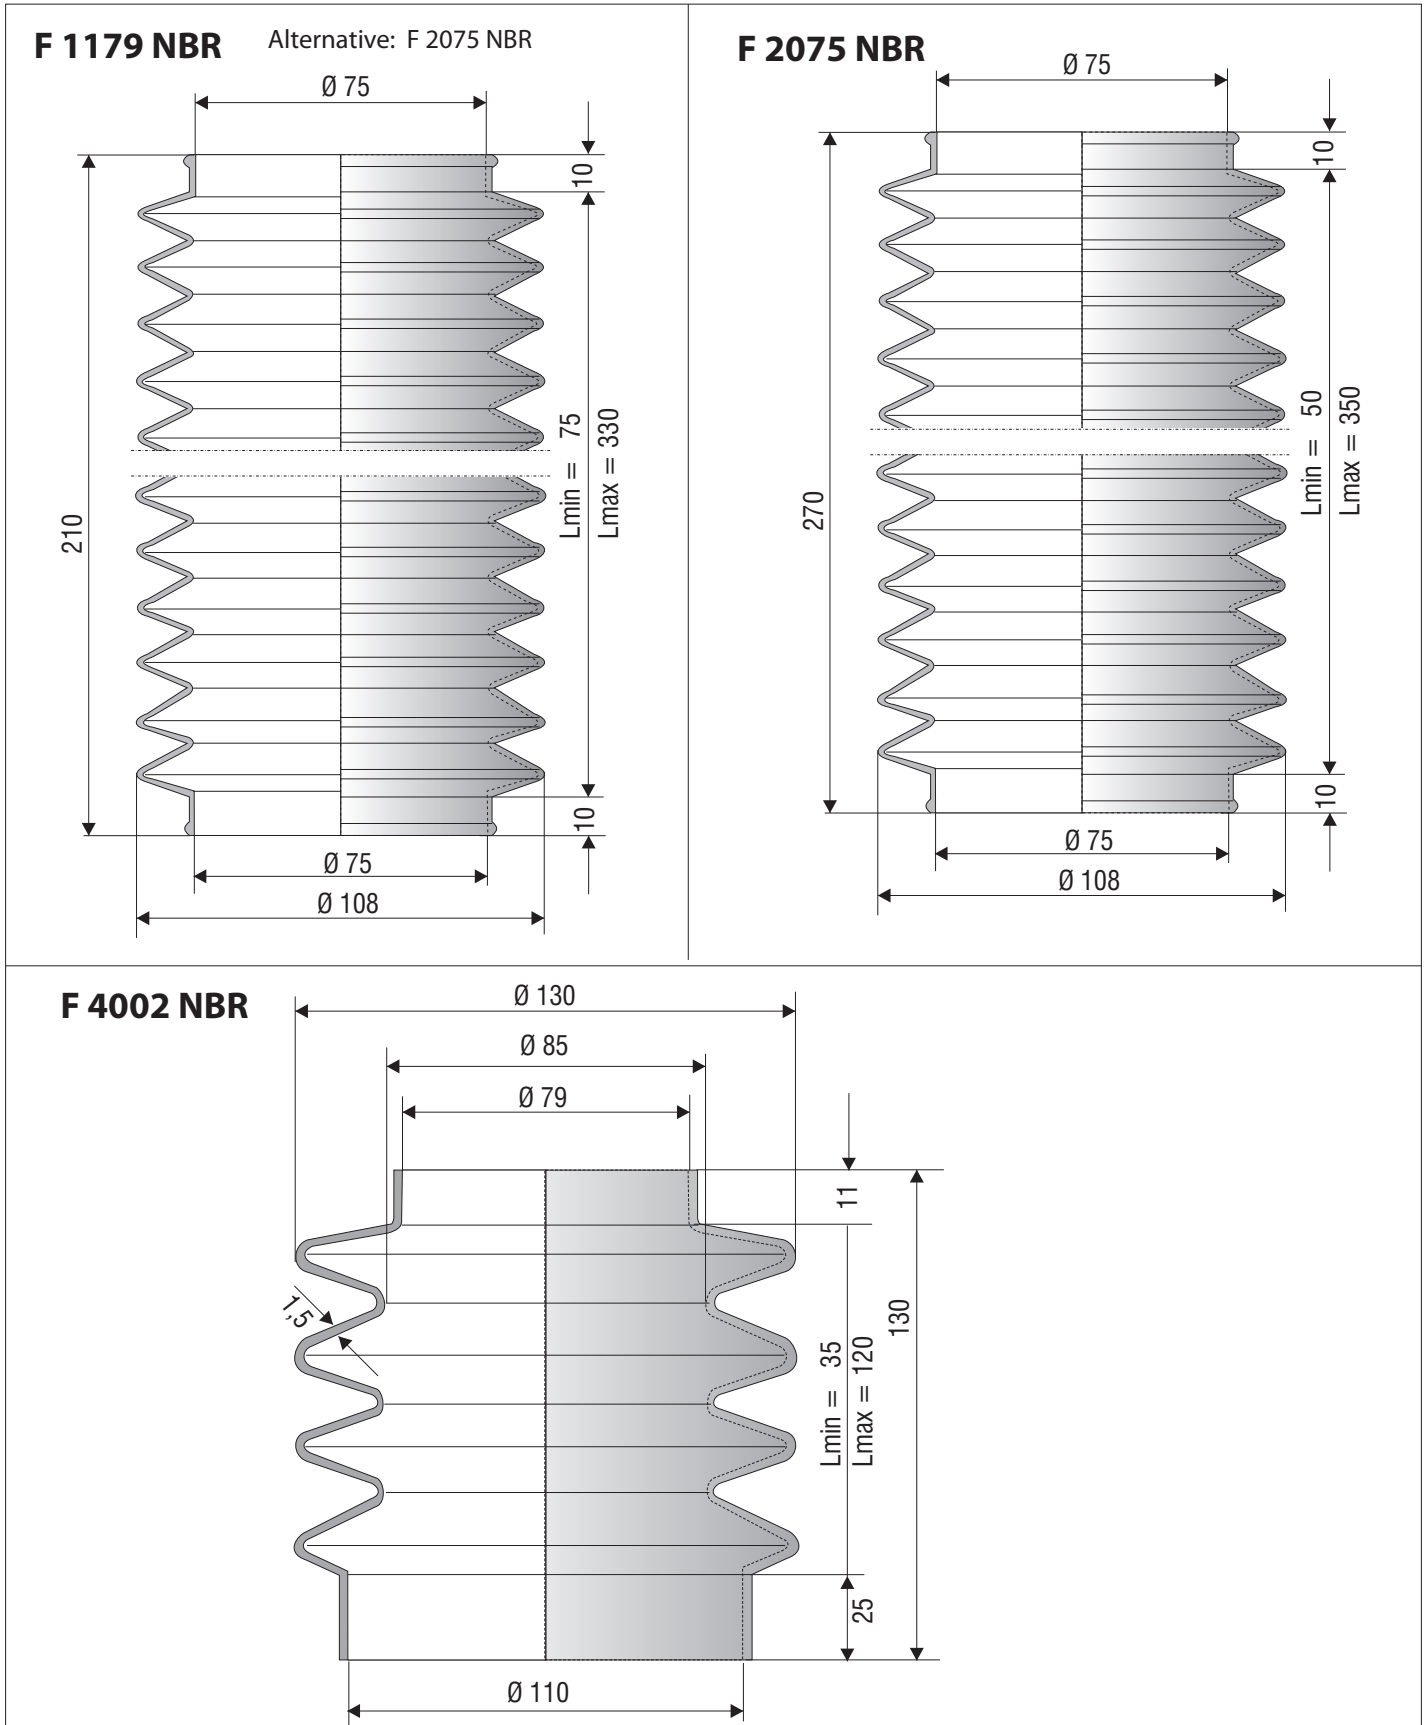 F 1179 NBR
Alternative: F 2075 NBR
Ø 75
10
210
Lmin = 75
Lmax = 330
10
Ø 75
Ø 108
F 2075 NBR
Ø 75
10
270
Lmin = 50
Lmax = 350
10
Ø 75
Ø 108
F 4002 NBR
Ø 130
Ø 85
Ø 79
11
1,5
130
Lmin = 35
Lmax = 120
25
Ø 110